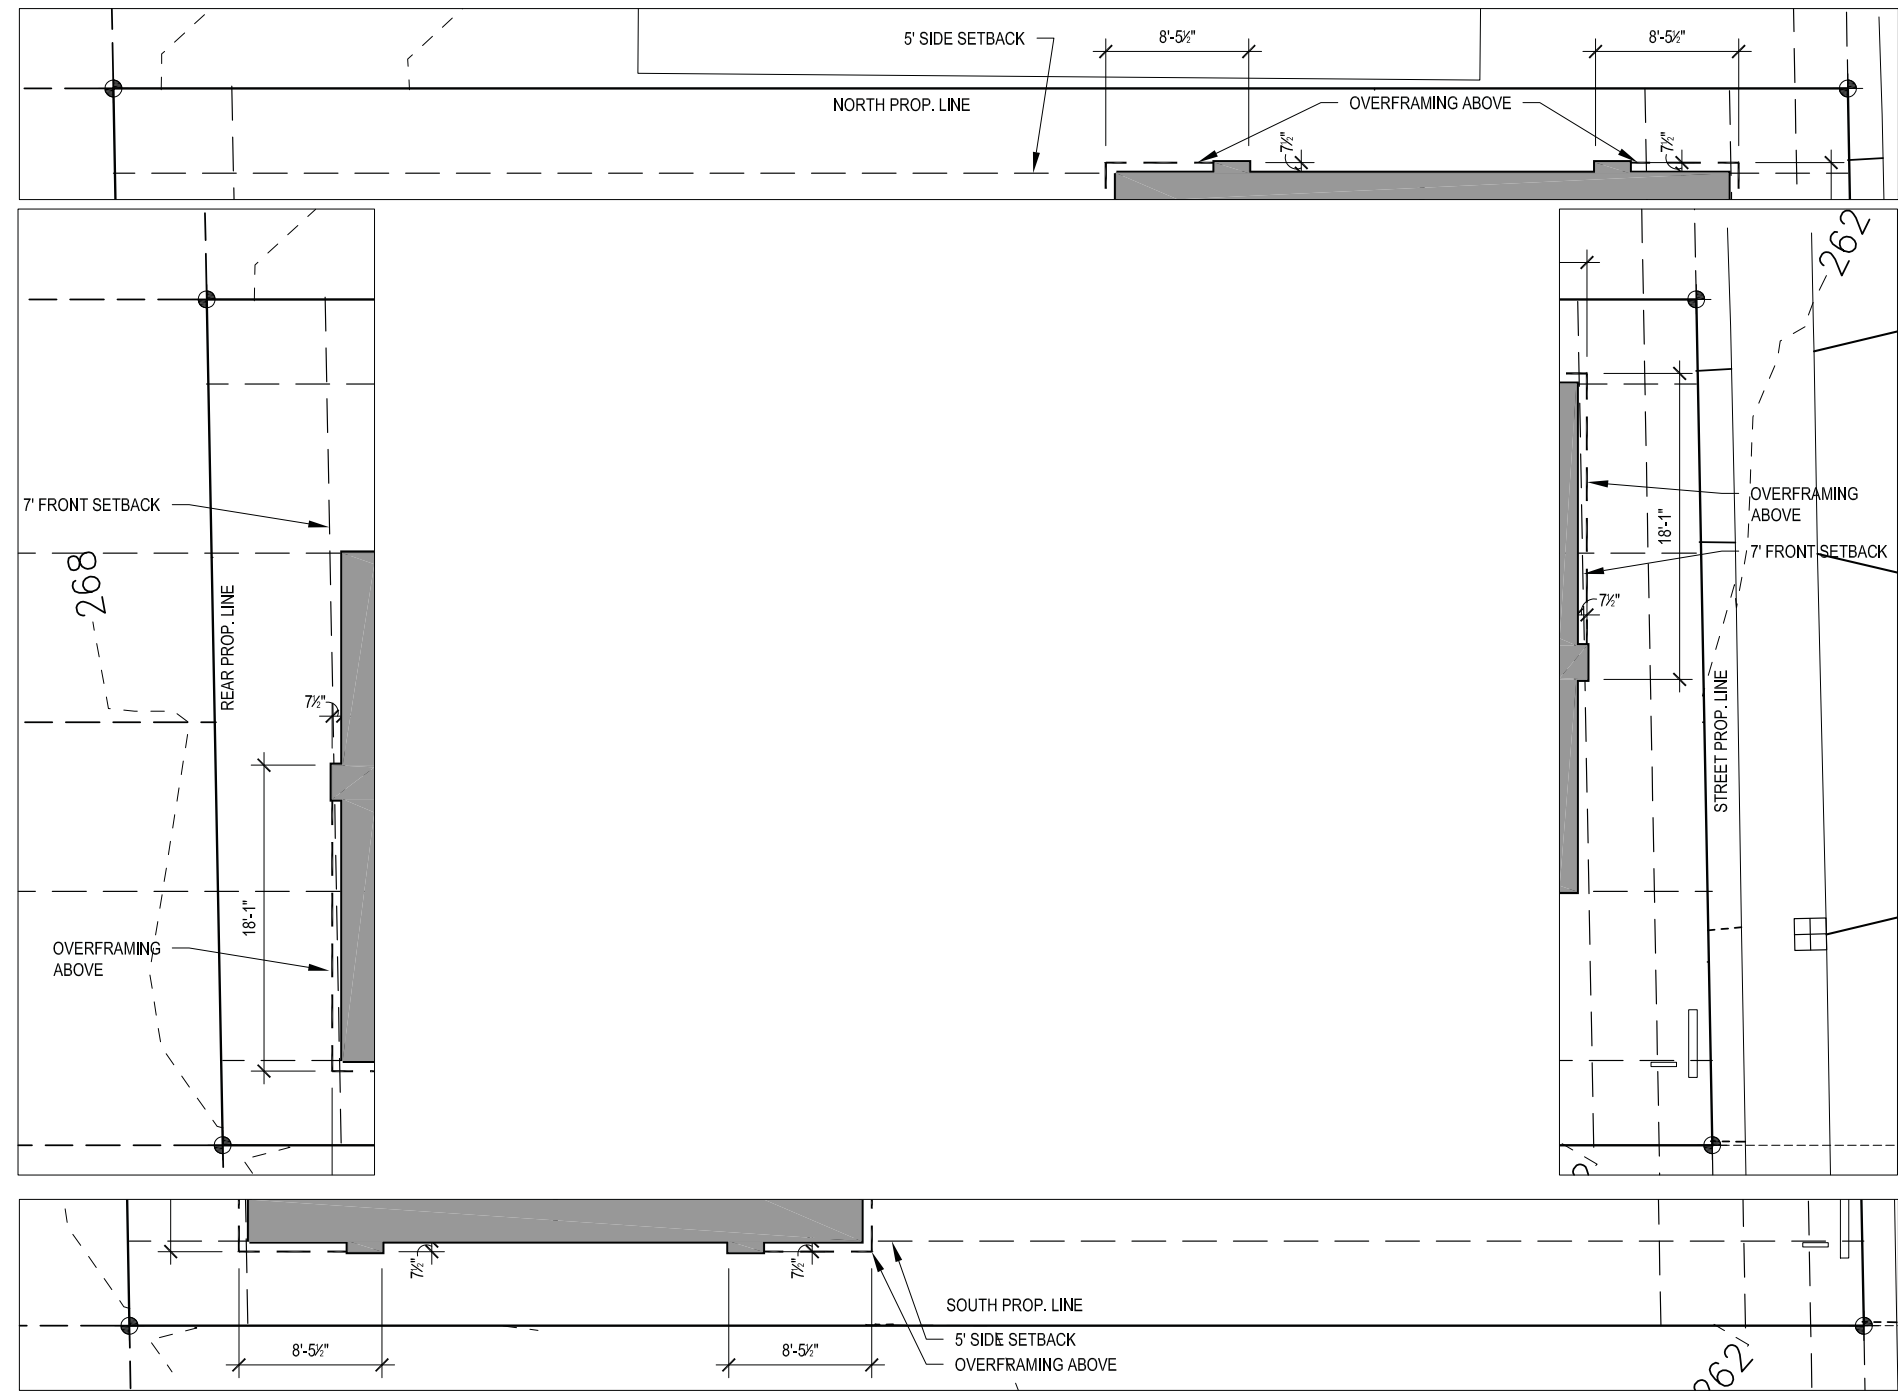 5' SIDE SETBACK
8'-5½"
8'-5½"
NORTH PROP. LINE
OVERFRAMING ABOVE
7½"
7½"
7' FRONT SETBACK
268
REAR PROP. LINE
7½"
18'-1"
OVERFRAMING
ABOVE
262
OVERFRAMING
ABOVE
18'-1"
7' FRONT SETBACK
7½"
STREET PROP. LINE
7½"
7½"
SOUTH PROP. LINE
5' SIDE SETBACK
8'-5½"
8'-5½"
OVERFRAMING ABOVE
262